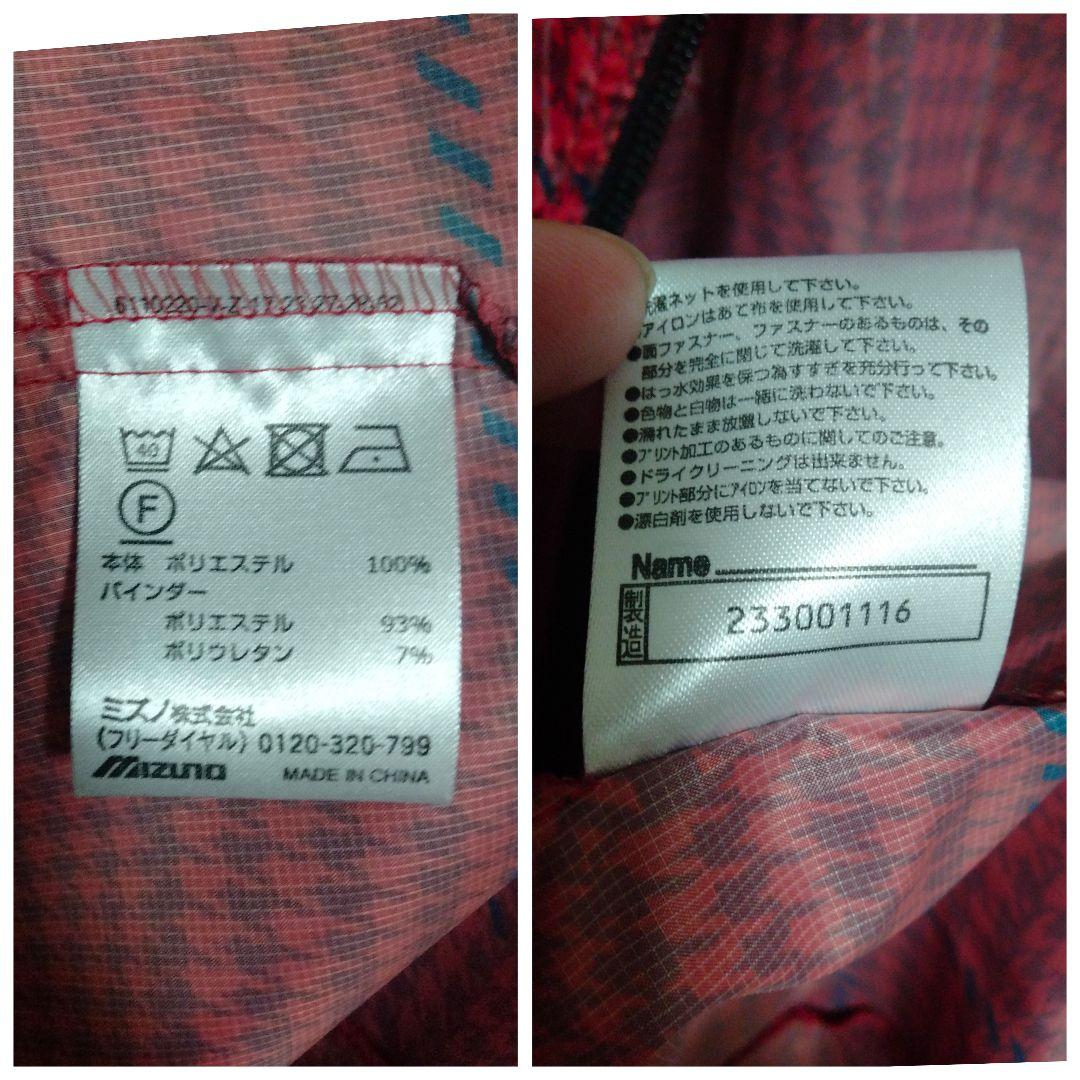 40
F
本体 ポリエステル 100%
バインダー
ポリエステル 93%
ポリウレタン 7%
ミズノ株式会社
(フリーダイヤル) 0120-320-799
Mizuno MADE IN CHINA
洗濯ネットを使用して下さい。
アイロンはあて布を使用して下さい。
●面ファスナー、ファスナーのあるものは、その
部分を完全に閉じて洗濯して下さい。
●はっ水効果を保つ為すすぎを充分行って下さい。
●色物と白物は一緒に洗わないで下さい。
●濡れたまま放置しないで下さい。
●プリント加工のあるものに関してのご注意。
●ドライクリーニングは出来ません。
●プリント部分にアイロンを当てないで下さい。
●漂白剤を使用しないで下さい。
Name
製造 233001116